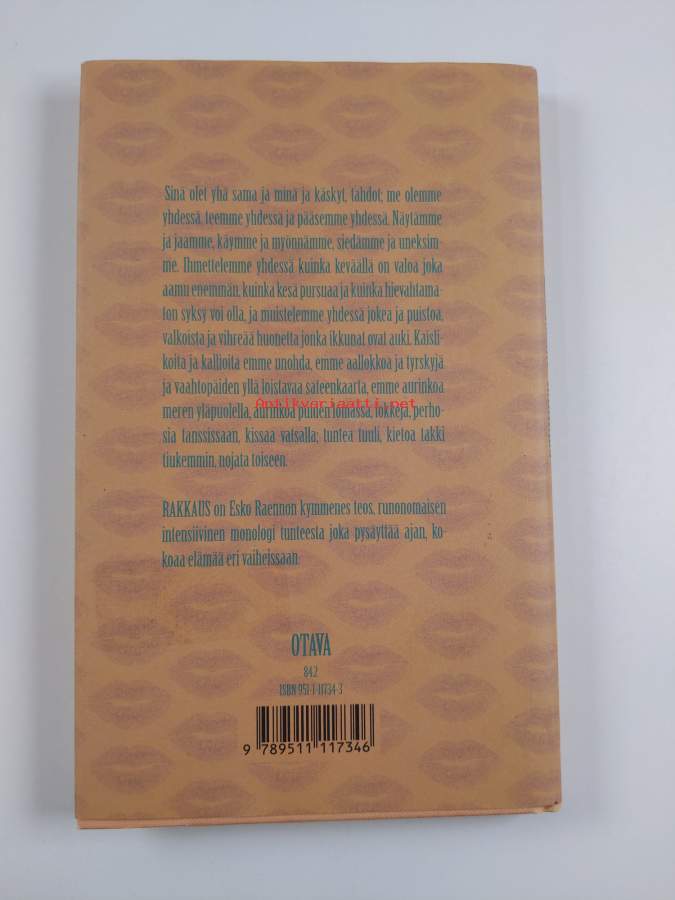 Sinä olet yhä sama ja minä ja käskyt, tahdot; me olemme
yhdessä, teemme yhdessä ja pääsemme yhdessä. Näytämme
ja jaamme, käymme ja myönnämme, siedämme ja uneksim-
me. Ihmettelemme yhdessä kuinka keväällä on valoa joka
aamu enemmän, kuinka kesä pursuaa ja kuinka hievahtama-
ton syksy voi olla, ja muistelemme yhdessä jokea ja puistoa,
valkoista ja vihreää huonetta jonka ikkunat ovat auki. Kaisli-
koita ja kallioita emme unohda, emme aallokkoa ja tyrskyjä
ja vaahtopäiden yllä loistavaa sateenkaarta, emme aurinkoa
Antikvariaatti.net
meren yläpuolella, aurinkoa puiden lomassa, lokkeja, perho-
sia tanssissaan, kissaa vatsalla; tuntea tuuli, kietoa takki
tiukemmin, nojata toiseen.
RAKKAUS on Esko Raennon kymmenes teos, runonomaisen
intensiivinen monologi tunteesta joka pysäyttää ajan, ko-
koaa elämää eri vaiheissaan.
OTAVA
84.2
ISBN 951-1-11734-3
9 789511 117346